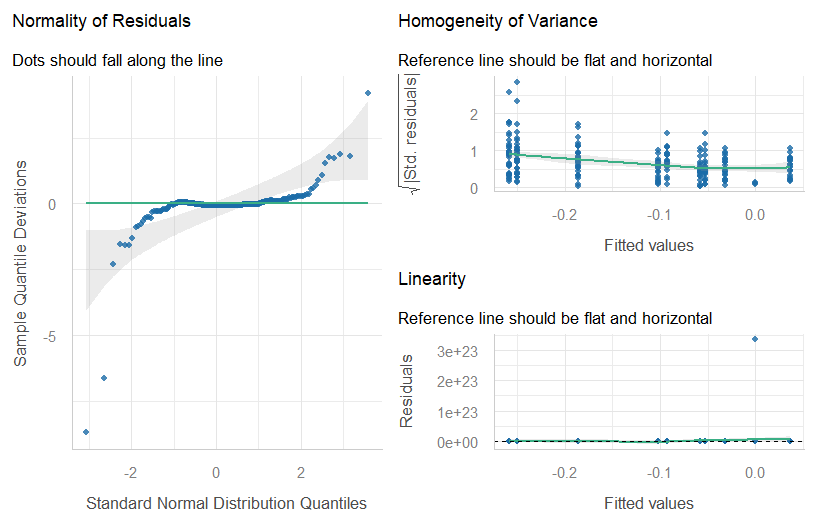 Normality of Residuals
Dots should fall along the line
Sample Quantile Deviations
0
-5
-2
0
2
Standard Normal Distribution Quantiles
Homogeneity of Variance
Reference line should be flat and horizontal
√|Std. residuals|
2
1
0
-0.2
-0.1
0.0
Fitted values
Linearity
Reference line should be flat and horizontal
Residuals
3e+23
2e+23
1e+23
0e+00
-0.2
-0.1
0.0
Fitted values